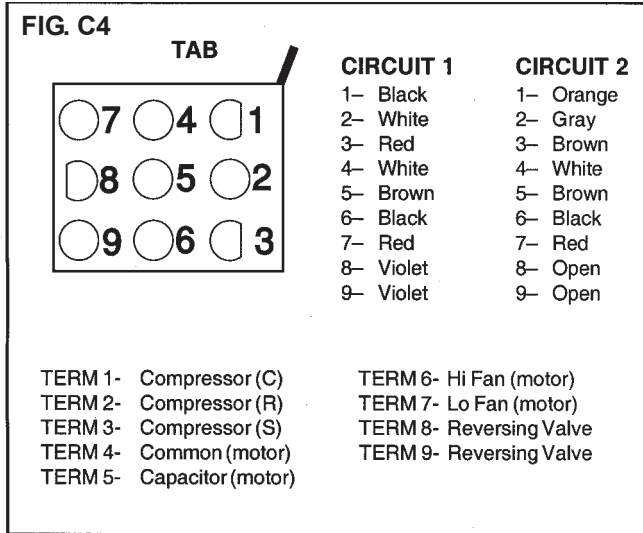 FIG. C4
TAB
7 4 1
8 5 2
9 6 3
CIRCUIT 1
1– Black
2– White
3– Red
4– White
5– Brown
6– Black
7– Red
8– Violet
9– Violet
CIRCUIT 2
1– Orange
2– Gray
3– Brown
4– White
5– Brown
6– Black
7– Red
8– Open
9– Open
TERM 1- Compressor (C)
TERM 2- Compressor (R)
TERM 3- Compressor (S)
TERM 4- Common (motor)
TERM 5- Capacitor (motor)
TERM 6- Hi Fan (motor)
TERM 7- Lo Fan (motor)
TERM 8- Reversing Valve
TERM 9- Reversing Valve